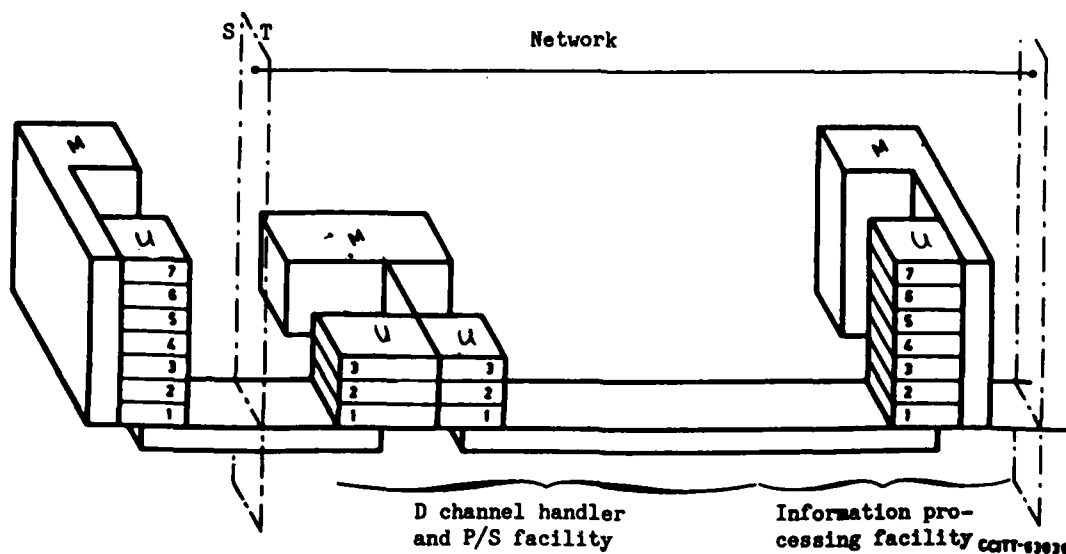 S T
Network
M
M
M
U
7
6
5
4
3
2
1
U
U
3 3
2 2
1 1
U
7
6
5
4
3
2
1
D channel handler
and P/S facility
Information pro-
cessing facility